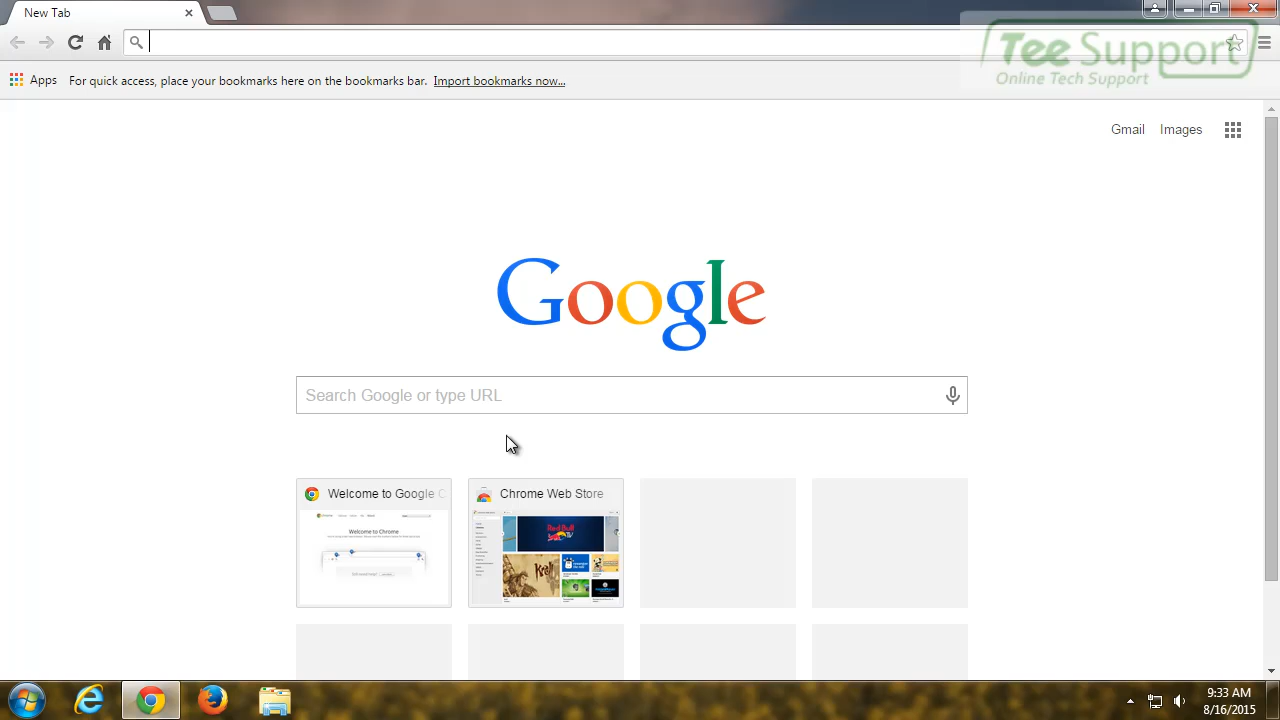 New Tab
Tee Support
Online Tech Support
Apps
For quick access, place your bookmarks here on the bookmarks bar. Import bookmarks now...
Gmail Images
Google
Search Google or type URL
Welcome to Google C
Chrome Web Store
Welcome to Chrome
Red Bull
9:33 AM
8/16/2015